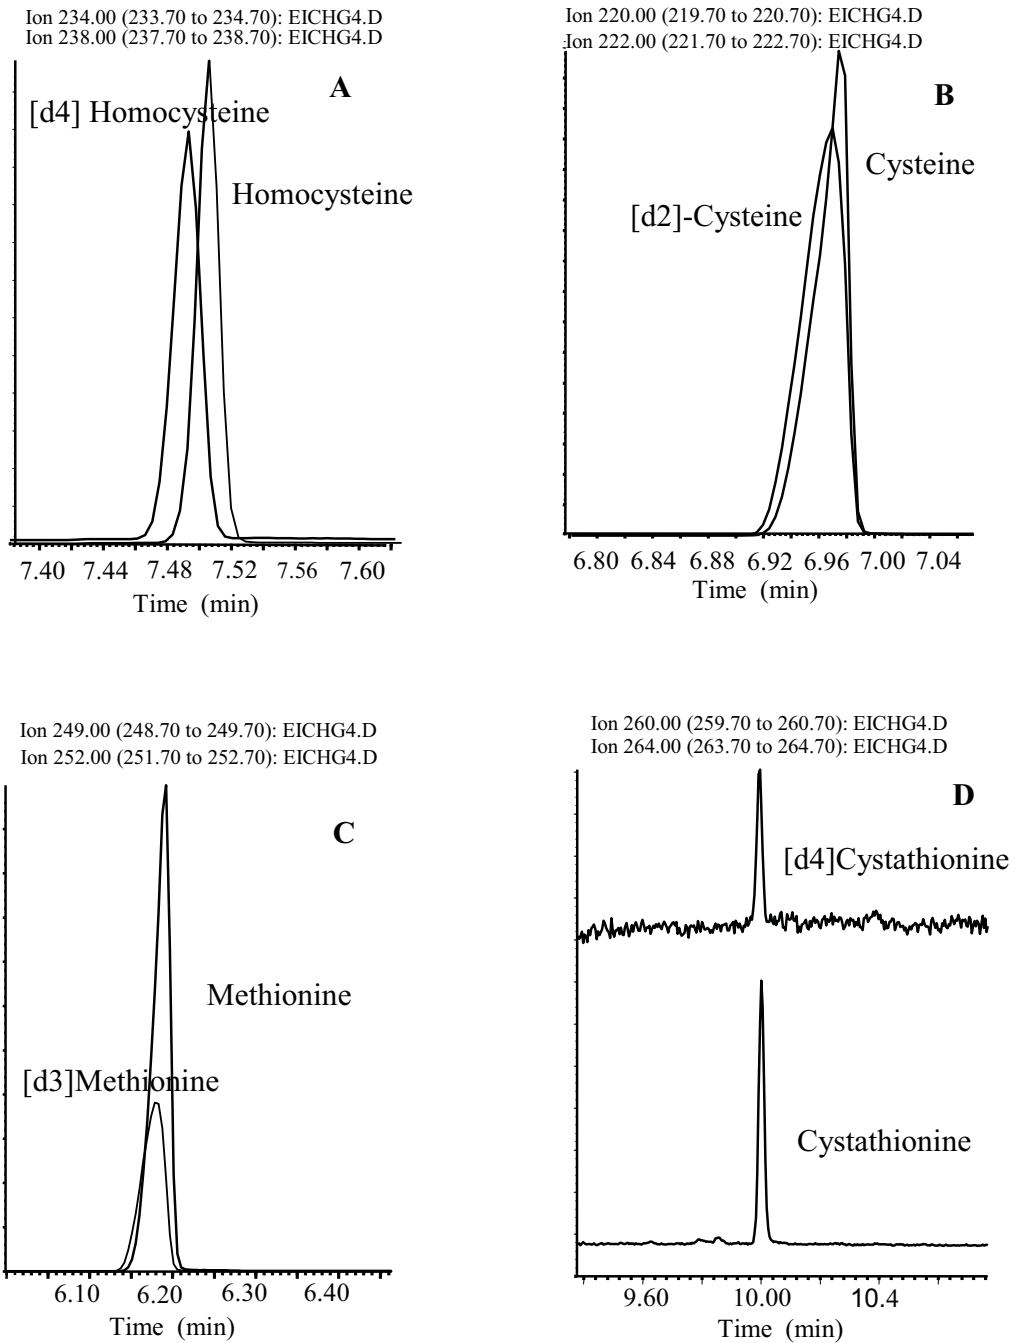 Ion 234.00 (233.70 to 234.70): EICHG4.D
Ion 238.00 (237.70 to 238.70): EICHG4.D
A
[d4] Homocysteine
Homocysteine
7.40 7.44 7.48 7.52 7.56 7.60
Time (min)
Ion 220.00 (219.70 to 220.70): EICHG4.D
Ion 222.00 (221.70 to 222.70): EICHG4.D
B
Cysteine
[d2]-Cysteine
6.80 6.84 6.88 6.92 6.96 7.00 7.04
Time (min)
Ion 249.00 (248.70 to 249.70): EICHG4.D
Ion 252.00 (251.70 to 252.70): EICHG4.D
C
Methionine
[d3]Methionine
6.10 6.20 6.30 6.40
Time (min)
Ion 260.00 (259.70 to 260.70): EICHG4.D
Ion 264.00 (263.70 to 264.70): EICHG4.D
D
[d4]Cystathionine
Cystathionine
9.60 10.00 10.4
Time (min)